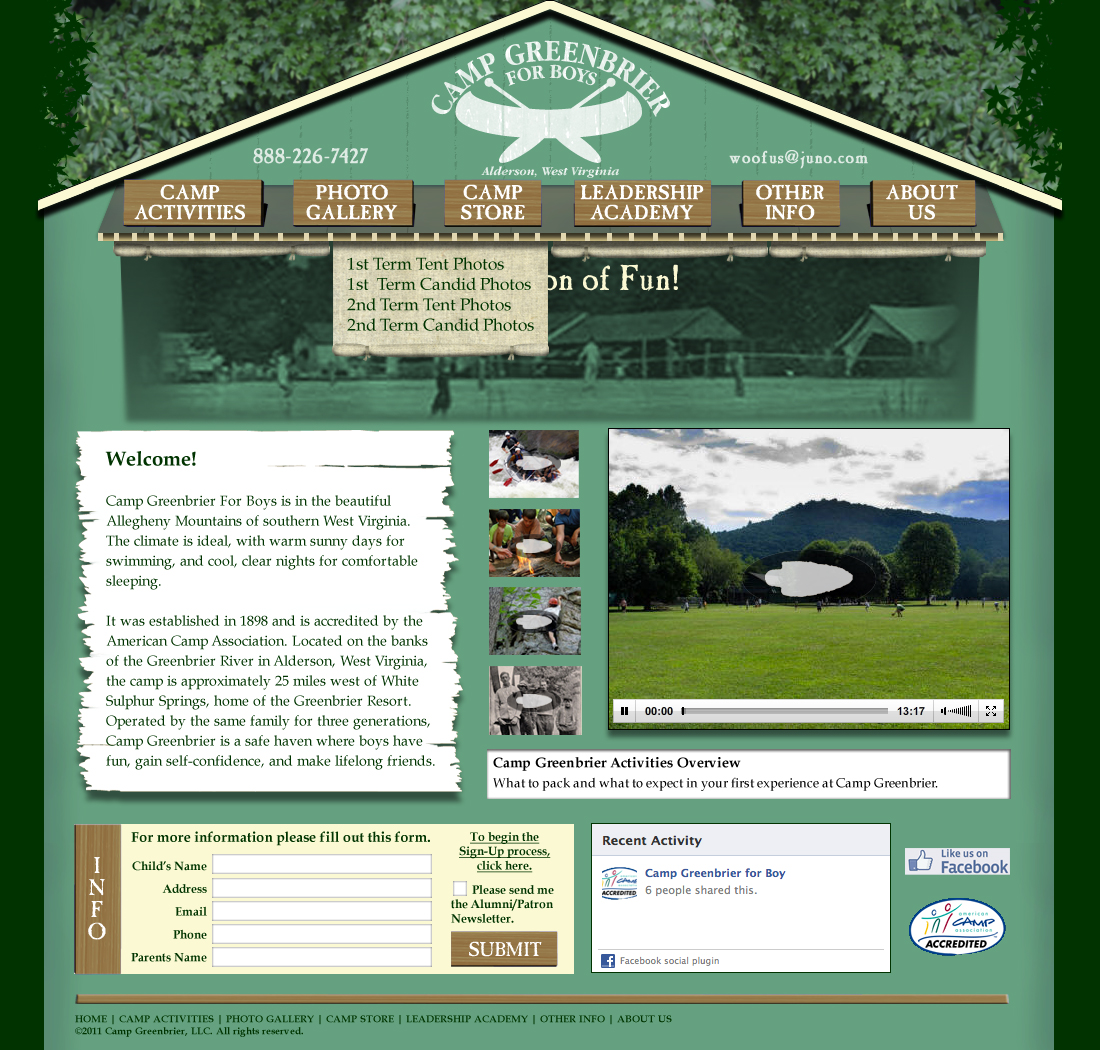 CAMP GREENBRIER
FOR BOYS
Alderson, West Virginia
888-226-7427
woofus@juno.com
CAMP
ACTIVITIES
PHOTO
GALLERY
CAMP
STORE
LEADERSHIP
ACADEMY
OTHER
INFO
ABOUT
US
1st Term Tent Photos
1st Term Candid Photos
2nd Term Tent Photos
2nd Term Candid Photos
on of Fun!
Welcome!
Camp Greenbrier For Boys is in the beautiful
Allegheny Mountains of southern West Virginia.
The climate is ideal, with warm sunny days for
swimming, and cool, clear nights for comfortable
sleeping.
It was established in 1898 and is accredited by the
American Camp Association. Located on the banks
of the Greenbrier River in Alderson, West Virginia,
the camp is approximately 25 miles west of White
Sulphur Springs, home of the Greenbrier Resort.
Operated by the same family for three generations,
Camp Greenbrier is a safe haven where boys have
fun, gain self-confidence, and make lifelong friends.
00:00
13:17
Camp Greenbrier Activities Overview
What to pack and what to expect in your first experience at Camp Greenbrier.
INFO
For more information please fill out this form.
Child's Name
Address
Email
Phone
Parents Name
To begin the
Sign-Up process,
click here.
Please send me
the Alumni/Patron
Newsletter.
SUBMIT
Recent Activity
ACCREDITED
Camp Greenbrier for Boy
6 people shared this.
Facebook social plugin
Like us on
Facebook
american
CAMP
association
ACCREDITED
HOME | CAMP ACTIVITIES | PHOTO GALLERY | CAMP STORE | LEADERSHIP ACADEMY | OTHER INFO | ABOUT US
©2011 Camp Greenbrier, LLC. All rights reserved.